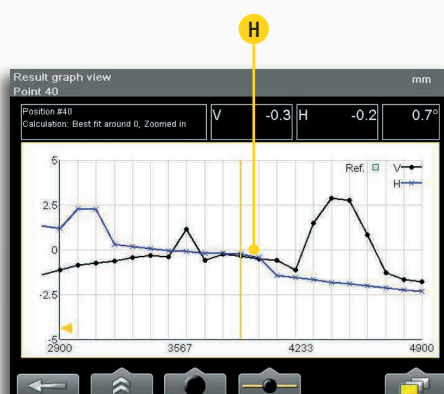 H
Result graph view
mm
Point 40
Position #40
Calculation: Best fit around 0, Zoomed in
V -0.3
H -0.2
0.7°
Ref. V
H
5
2.5
0
-2.5
-5
2900 3567 4233 4900